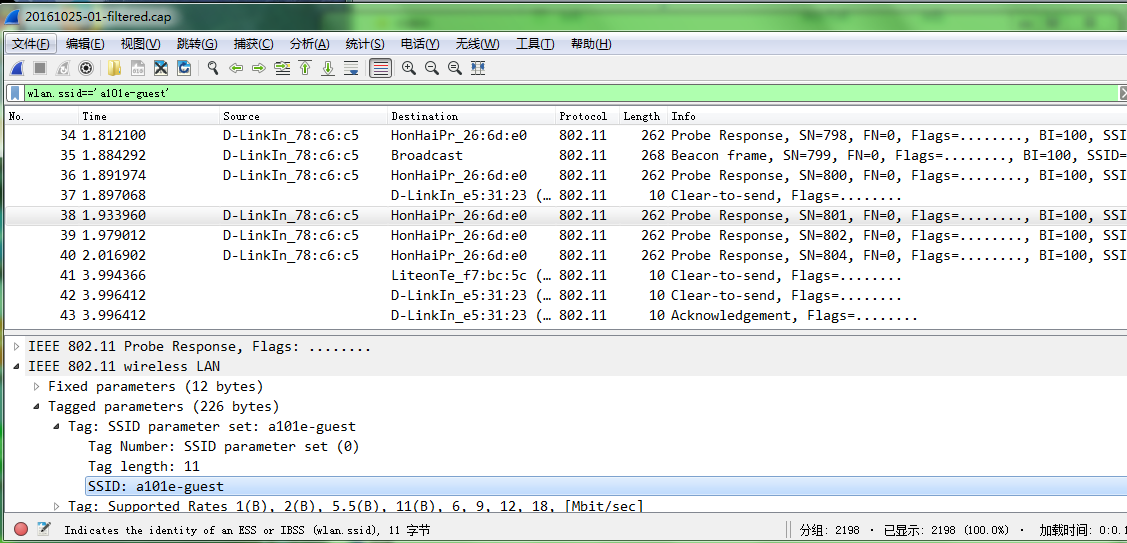 20161025-01-filtered.cap
文件(F) 编辑(E) 视图(V) 跳转(G) 捕获(C) 分析(A) 统计(S) 电话(Y) 无线(W) 工具(T) 帮助(H)
wlan.ssid=='a101e-guest'
No. Time Source Destination Protocol Length Info
34 1.812100 D-LinkIn_78:c6:c5 HonHaiPr_26:6d:e0 802.11 262 Probe Response, SN=798, FN=0, Flags=........, BI=100, SSI
35 1.884292 D-LinkIn_78:c6:c5 Broadcast 802.11 268 Beacon frame, SN=799, FN=0, Flags=........, BI=100, SSID=
36 1.891974 D-LinkIn_78:c6:c5 HonHaiPr_26:6d:e0 802.11 262 Probe Response, SN=800, FN=0, Flags=........, BI=100, SSI
37 1.897068 D-LinkIn_e5:31:23 (… 802.11 10 Clear-to-send, Flags=........
38 1.933960 D-LinkIn_78:c6:c5 HonHaiPr_26:6d:e0 802.11 262 Probe Response, SN=801, FN=0, Flags=........, BI=100, SSI
39 1.979012 D-LinkIn_78:c6:c5 HonHaiPr_26:6d:e0 802.11 262 Probe Response, SN=802, FN=0, Flags=........, BI=100, SSI
40 2.016902 D-LinkIn_78:c6:c5 HonHaiPr_26:6d:e0 802.11 262 Probe Response, SN=804, FN=0, Flags=........, BI=100, SSI
41 3.994366 LiteonTe_f7:bc:5c (… 802.11 10 Clear-to-send, Flags=........
42 3.996412 D-LinkIn_e5:31:23 (… 802.11 10 Clear-to-send, Flags=........
43 3.996412 D-LinkIn_e5:31:23 (… 802.11 10 Acknowledgement, Flags=........
IEEE 802.11 Probe Response, Flags: ........
IEEE 802.11 wireless LAN
Fixed parameters (12 bytes)
Tagged parameters (226 bytes)
Tag: SSID parameter set: a101e-guest
Tag Number: SSID parameter set (0)
Tag length: 11
SSID: a101e-guest
Tag: Supported Rates 1(B), 2(B), 5.5(B), 11(B), 6, 9, 12, 18, [Mbit/sec]
Indicates the identity of an ESS or IBSS (wlan.ssid), 11 字节 分组: 2198 · 已显示: 2198 (100.0%) · 加载时间: 0:0.1